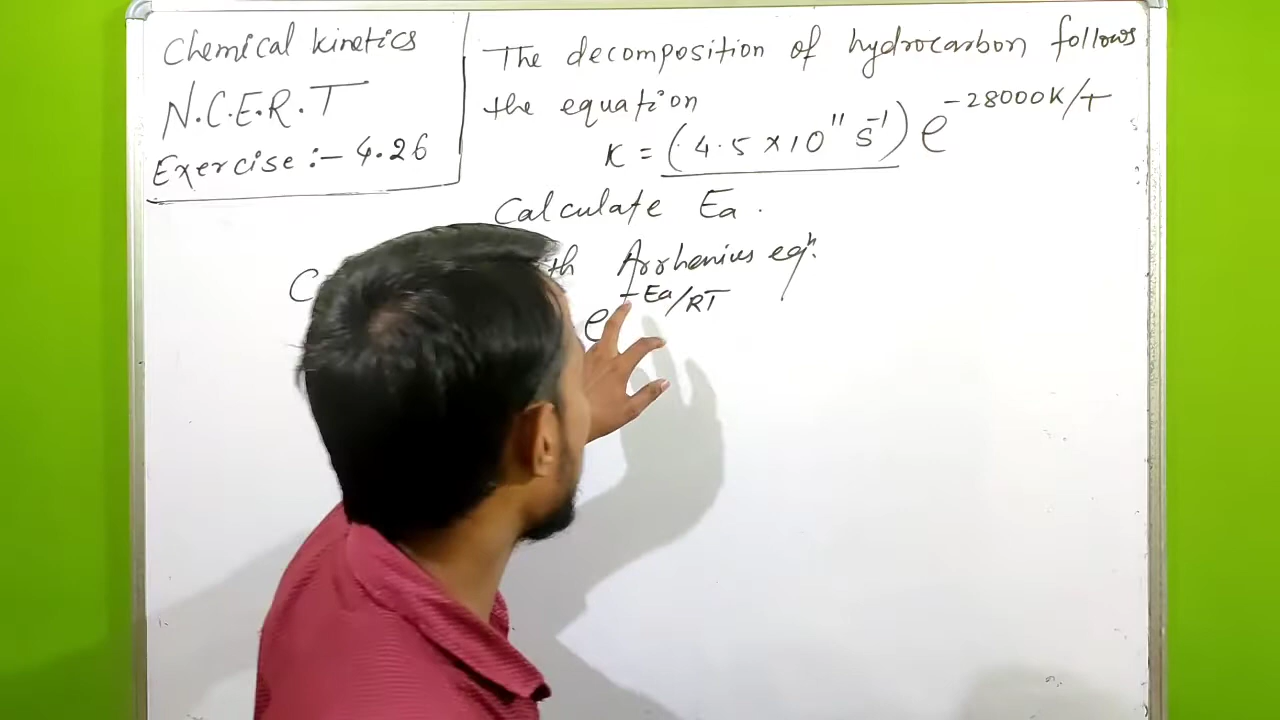 Chemical kinetics
N.C.E.R.T
Exercise :- 4.26
The decomposition of hydrocarbon follows
the equation
K = (4.5 × 10¹¹ s⁻¹) e^-28000K/T
Calculate Ea.
Arrhenius eqⁿ.
e^-Ea/RT